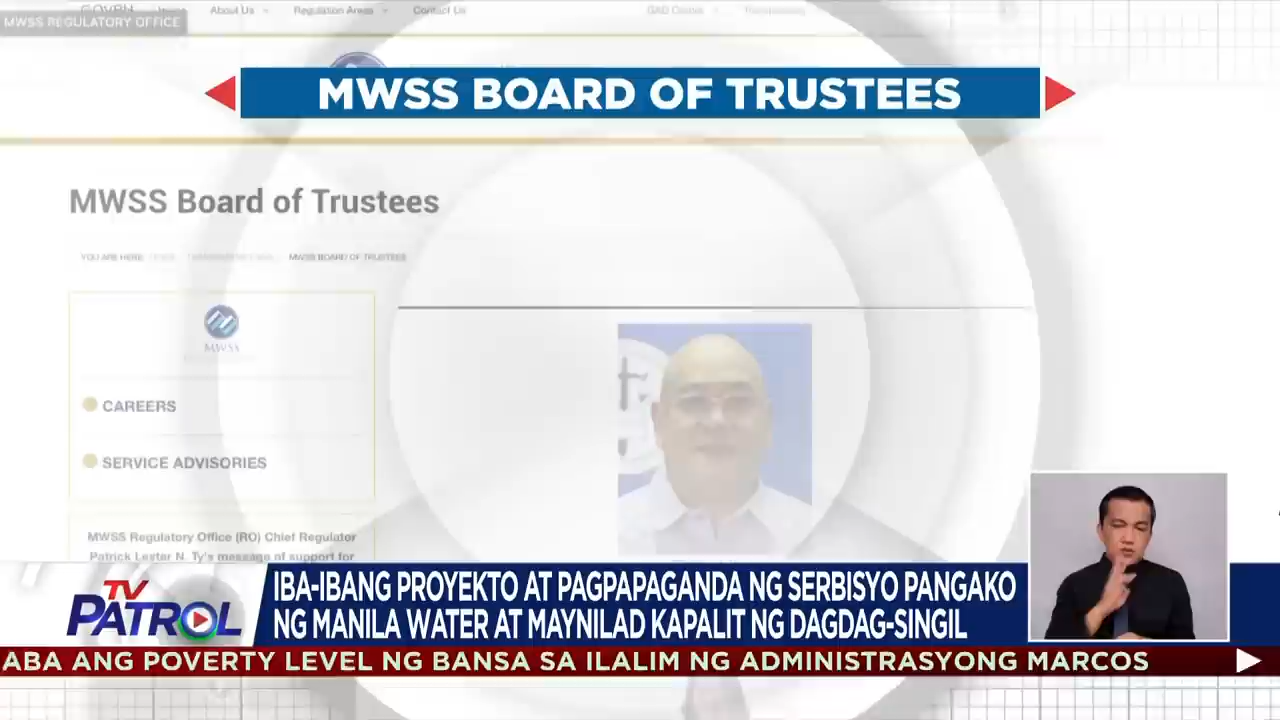 About Us
Regulation Areas
Contact Us
MWSS REGULATORY OFFICE
MWSS BOARD OF TRUSTEES
MWSS Board of Trustees
YOU ARE HERE:
MWSS BOARD OF TRUSTEES
MWSS
CAREERS
SERVICE ADVISORIES
MWSS Regulatory Office (RO) Chief Regulator
Patrick Lester N. Ty's message of support for
TV PATROL
IBA-IBANG PROYEKTO AT PAGPAPAGANDA NG SERBISYO PANGAKO
NG MANILA WATER AT MAYNILAD KAPALIT NG DAGDAG-SINGIL
ABA ANG POVERTY LEVEL NG BANSA SA ILALIM NG ADMINISTRASYONG MARCOS